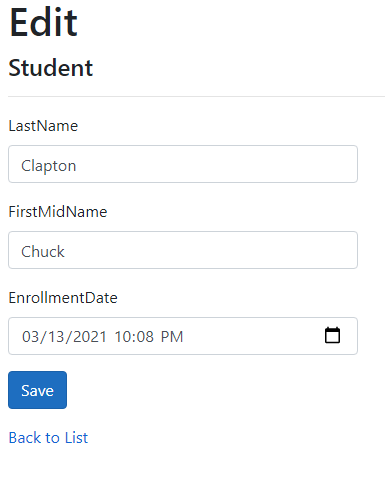 Edit
Student
LastName
Clapton
FirstMidName
Chuck
EnrollmentDate
03/13/2021 10:08 PM
Save
Back to List